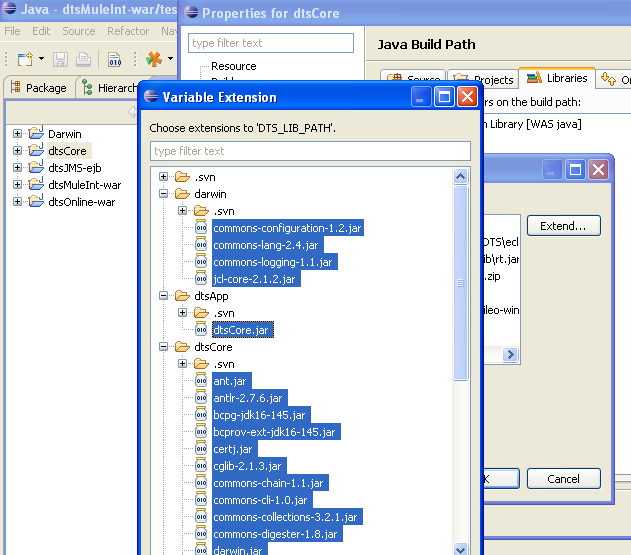 Java - dtsMuleInt-war/tes
File Edit Source Refactor Nav
Package Hierarch
Darwin
dtsCore
dtsJMS-ejb
dtsMuleInt-war
dtsOnline-war
Properties for dtsCore
type filter text
Resource
Java Build Path
Source Projects Libraries Or
rs on the build path:
Library [WAS java]
Variable Extension
Choose extensions to 'DTS_LIB_PATH'.
type filter text
.svn
darwin
.svn
commons-configuration-1.2.jar
commons-lang-2.4.jar
commons-logging-1.1.jar
jcl-core-2.1.2.jar
dtsApp
.svn
dtsCore.jar
dtsCore
.svn
ant.jar
antlr-2.7.6.jar
bcpg-jdk16-145.jar
bcprov-ext-jdk16-145.jar
certj.jar
cglib-2.1.3.jar
commons-chain-1.1.jar
commons-cli-1.0.jar
commons-collections-3.2.1.jar
commons-digester-1.8.jar
darwin.jar
Extend...
DTS\ecl
ib\rt.jar
.zip
ileo-win
K
Cancel